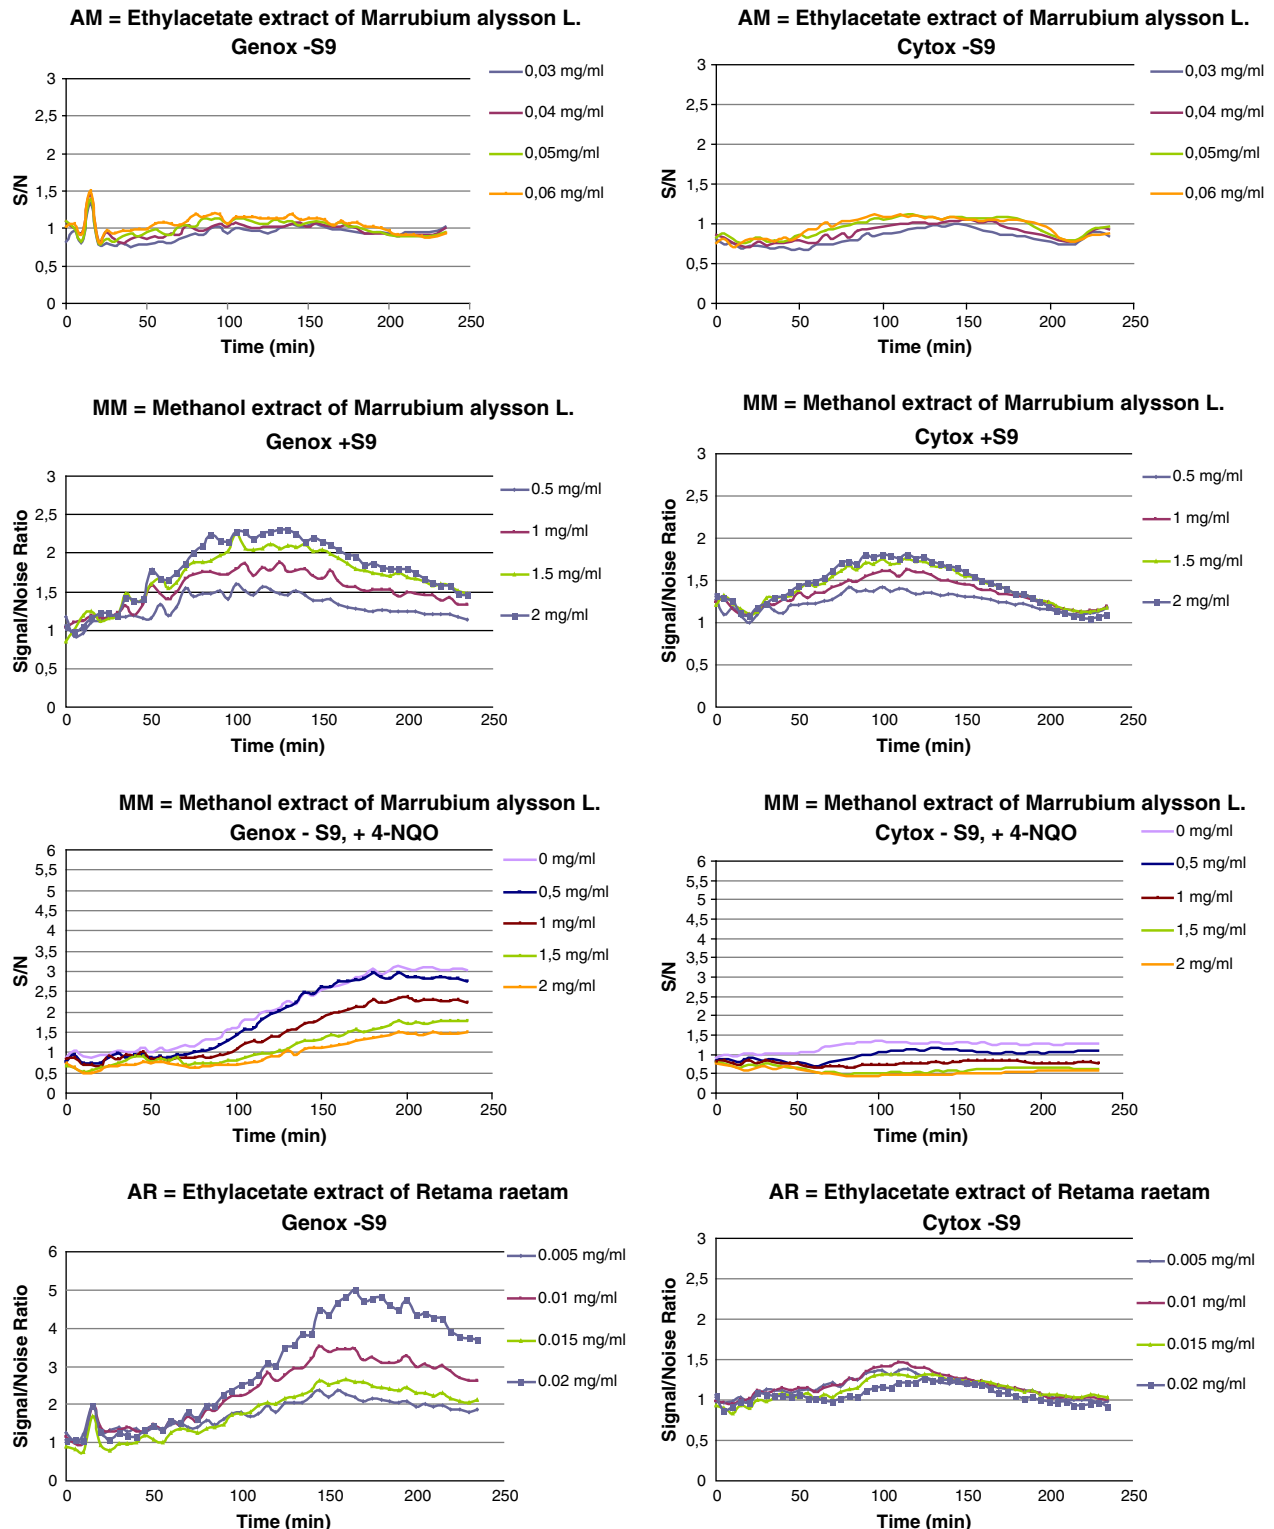 AM = Ethylacetate extract of Marrubium alysson L.
Genox -S9
3
2,5
2
1,5
1
0,5
0
S/N
0 50 100 150 200 250
Time (min)
0,03 mg/ml
0,04 mg/ml
0,05mg/ml
0,06 mg/ml
AM = Ethylacetate extract of Marrubium alysson L.
Cytox -S9
3
2,5
2
1,5
1
0,5
0
S/N
0 50 100 150 200 250
Time (min)
0,03 mg/ml
0,04 mg/ml
0,05mg/ml
0,06 mg/ml
MM = Methanol extract of Marrubium alysson L.
Genox +S9
3
2,5
2
1,5
1
0,5
0
Signal/Noise Ratio
0 50 100 150 200 250
Time (min)
0.5 mg/ml
1 mg/ml
1.5 mg/ml
2 mg/ml
MM = Methanol extract of Marrubium alysson L.
Cytox +S9
3
2,5
2
1,5
1
0,5
0
Signal/Noise Ratio
0 50 100 150 200 250
Time (min)
0.5 mg/ml
1 mg/ml
1.5 mg/ml
2 mg/ml
MM = Methanol extract of Marrubium alysson L.
Genox - S9, + 4-NQO
6
5,5
5
4,5
4
3,5
3
2,5
2
1,5
1
0,5
0
S/N
0 50 100 150 200 250
Time (min)
0 mg/ml
0,5 mg/ml
1 mg/ml
1,5 mg/ml
2 mg/ml
MM = Methanol extract of Marrubium alysson L.
Cytox - S9, + 4-NQO
6
5,5
5
4,5
4
3,5
3
2,5
2
1,5
1
0,5
0
S/N
0 50 100 150 200 250
Time (min)
0 mg/ml
0,5 mg/ml
1 mg/ml
1,5 mg/ml
2 mg/ml
AR = Ethylacetate extract of Retama raetam
Genox -S9
6
5
4
3
2
1
0
Signal/Noise Ratio
0 50 100 150 200 250
Time (min)
0.005 mg/ml
0.01 mg/ml
0.015 mg/ml
0.02 mg/ml
AR = Ethylacetate extract of Retama raetam
Cytox -S9
3
2,5
2
1,5
1
0,5
0
Signal/Noise Ratio
0 50 100 150 200 250
Time (min)
0.005 mg/ml
0.01 mg/ml
0.015 mg/ml
0.02 mg/ml